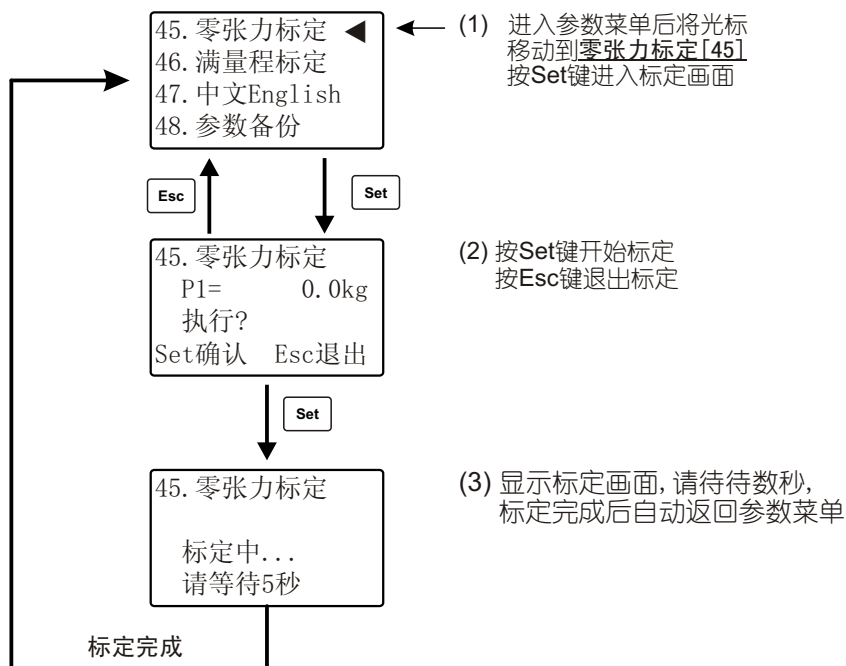 45.零张力标定
46.满量程标定
47.中文English
48.参数备份
(1) 进入参数菜单后将光标
移动到零张力标定[45]
按Set键进入标定画面
Esc
Set
45.零张力标定
P1= 0.0kg
执行?
Set确认 Esc退出
(2) 按Set键开始标定
按Esc键退出标定
Set
45.零张力标定
标定中...
请等待5秒
(3) 显示标定画面,请待待数秒,
标定完成后自动返回参数菜单
标定完成